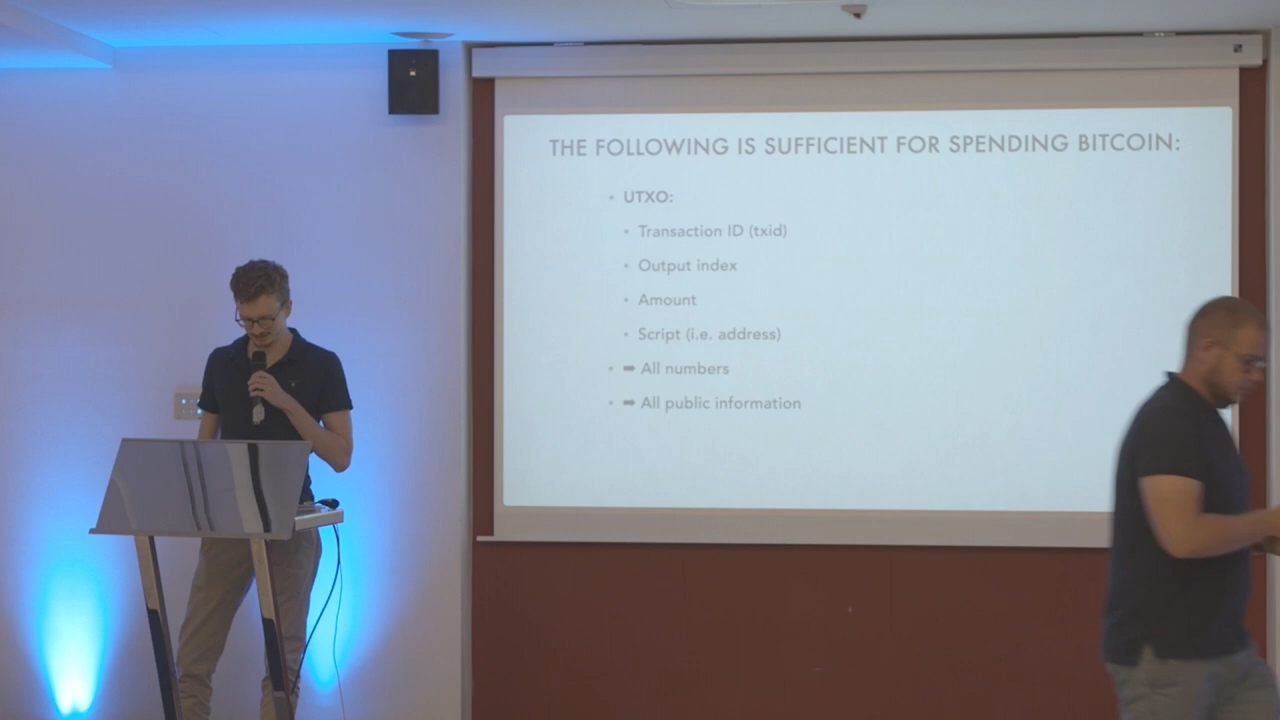 THE FOLLOWING IS SUFFICIENT FOR SPENDING BITCOIN:
• UTXO:
• Transaction ID (txid)
• Output index
• Amount
• Script (i.e. address)
• ➡ All numbers
• ➡ All public information